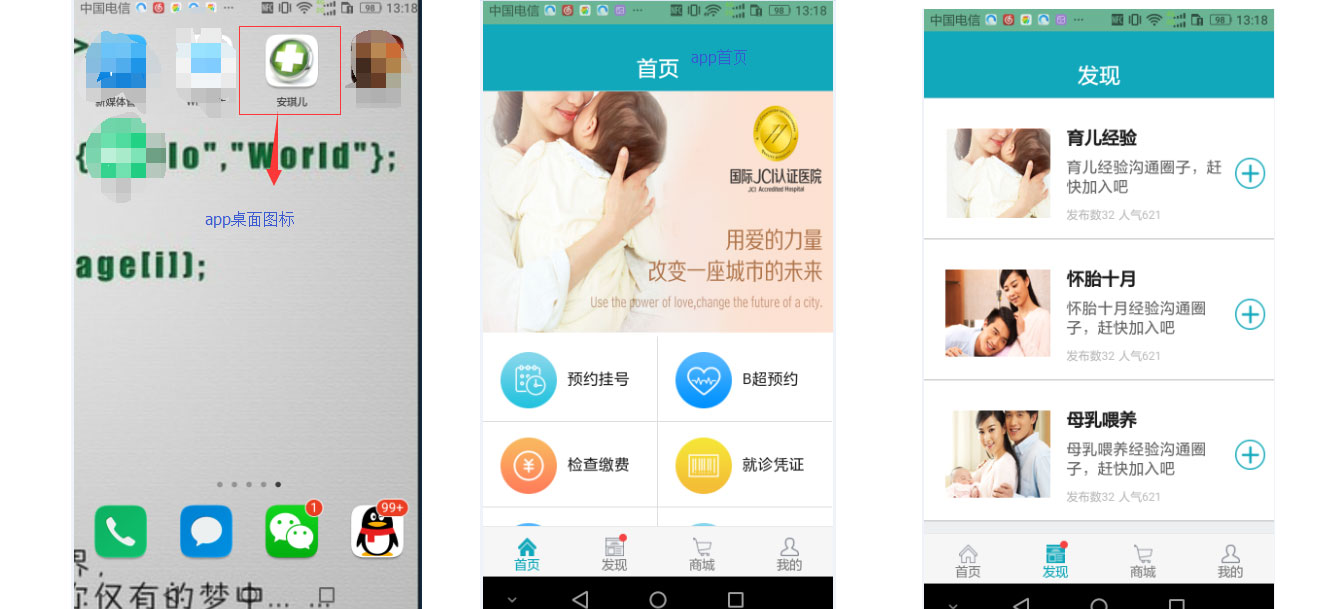 中国电信 ... 98 13:18
新媒体管
安琪儿
lo","World"};
app桌面图标
age[i]);
1
99+
你仅有的梦中... ...
中国电信 ... 98 13:18
首页
app首页
国际JCI认证医院
JCI Accredited Hospital
用爱的力量
改变一座城市的未来
Use the power of love,change the future of a city.
预约挂号
B超预约
检查缴费
就诊凭证
首页
发现
商城
我的
中国电信 ... 98 13:18
发现
育儿经验
育儿经验沟通圈子，赶
快加入吧
发布数32 人气621
怀胎十月
怀胎十月经验沟通圈
子，赶快加入吧
发布数32 人气621
母乳喂养
母乳喂养经验沟通圈
子，赶快加入吧
发布数32 人气621
首页
发现
商城
我的